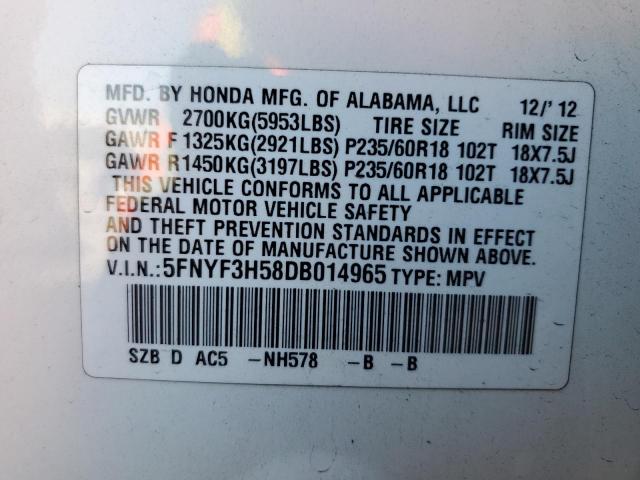 MFD. BY HONDA MFG. OF ALABAMA, LLC 12/' 12
GVWR 2700KG(5953LBS) TIRE SIZE RIM SIZE
GAWR F 1325KG(2921LBS) P235/60R18 102T 18X7.5J
GAWR R1450KG(3197LBS) P235/60R18 102T 18X7.5J
THIS VEHICLE CONFORMS TO ALL APPLICABLE
FEDERAL MOTOR VEHICLE SAFETY
AND THEFT PREVENTION STANDARDS IN EFFECT
ON THE DATE OF MANUFACTURE SHOWN ABOVE.
V.I.N.:5FNYF3H58DB014965 TYPE: MPV
SZB D AC5 -NH578 -B -B